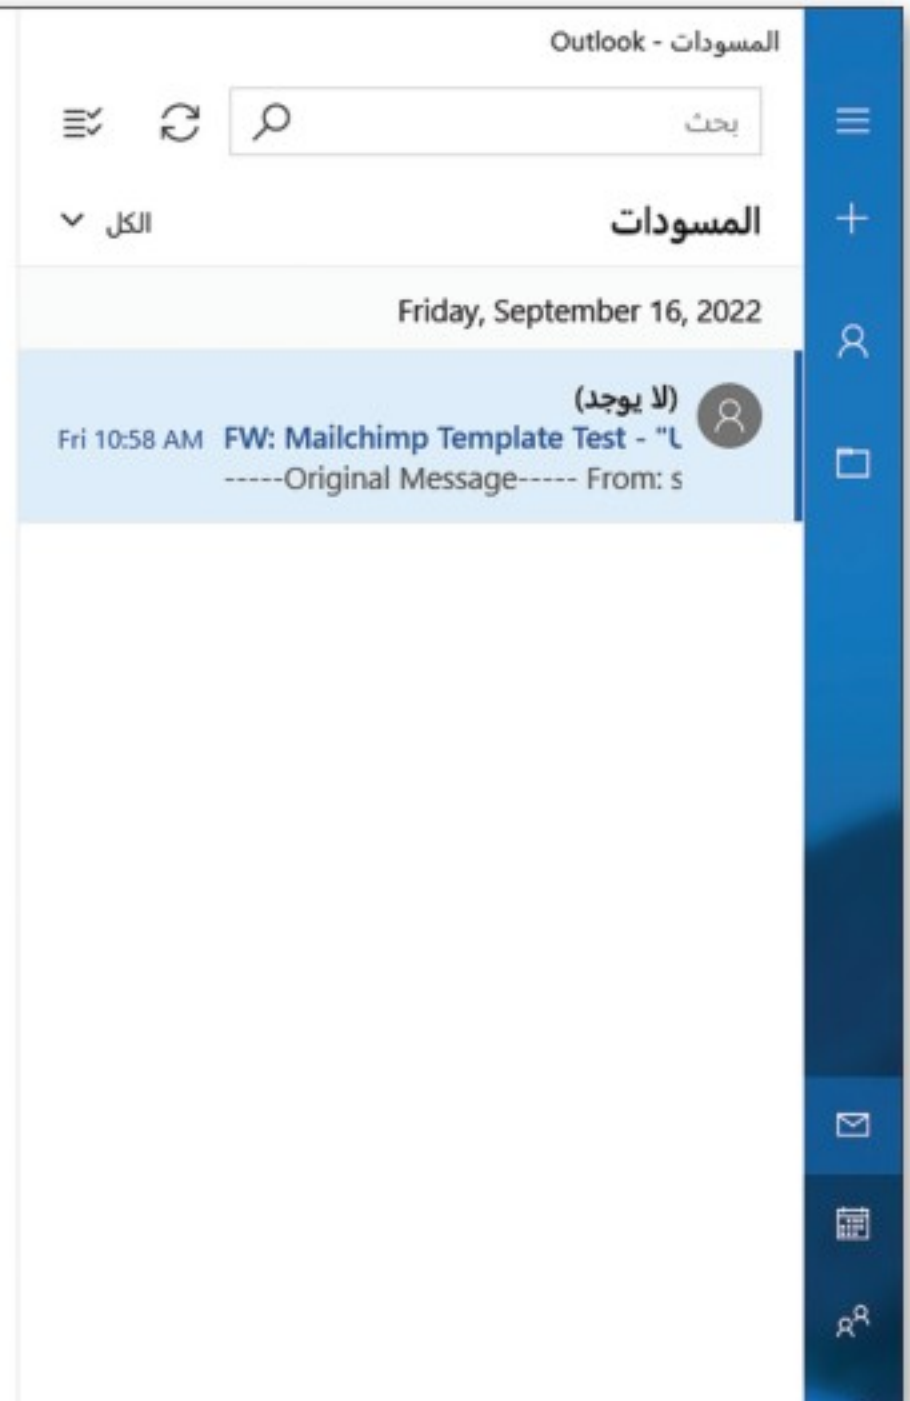 المسودات - Outlook
بحث
المسودات
الكل
Friday, September 16, 2022
(لا يوجد)
Fri 10:58 AM FW: Mailchimp Template Test - "U
-----Original Message----- From: s